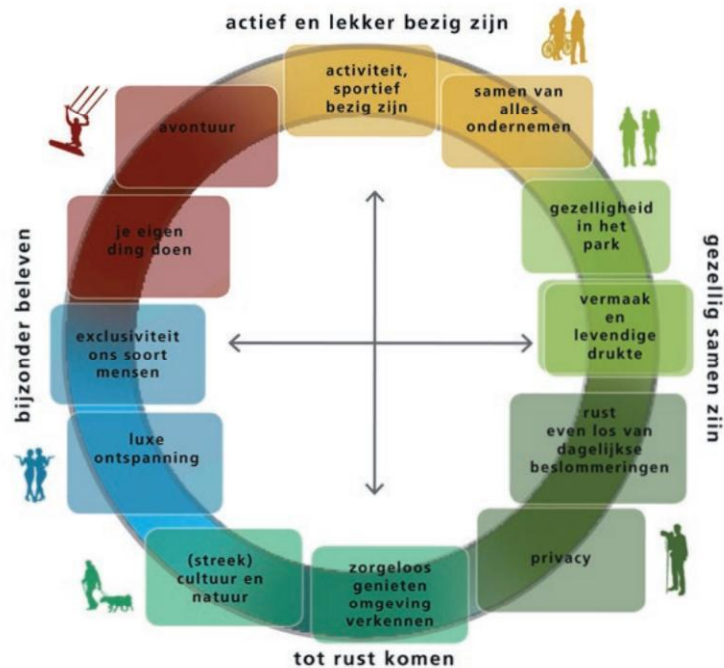 actief en lekker bezig zijn
activiteit,
sportief
bezig zijn
samen van
alles
ondernemen
avontuur
gezelligheid
in het
park
je eigen
ding doen
vermaak
en
levendige
drukte
exclusiviteit
ons soort
mensen
rust
even los van
dagelijkse
beslommeringen
luxe
ontspanning
privacy
(streek)
cultuur en
natuur
zorgeloos
genieten
omgeving
verkennen
bijzonder beleven
gezellig samen zijn
tot rust komen